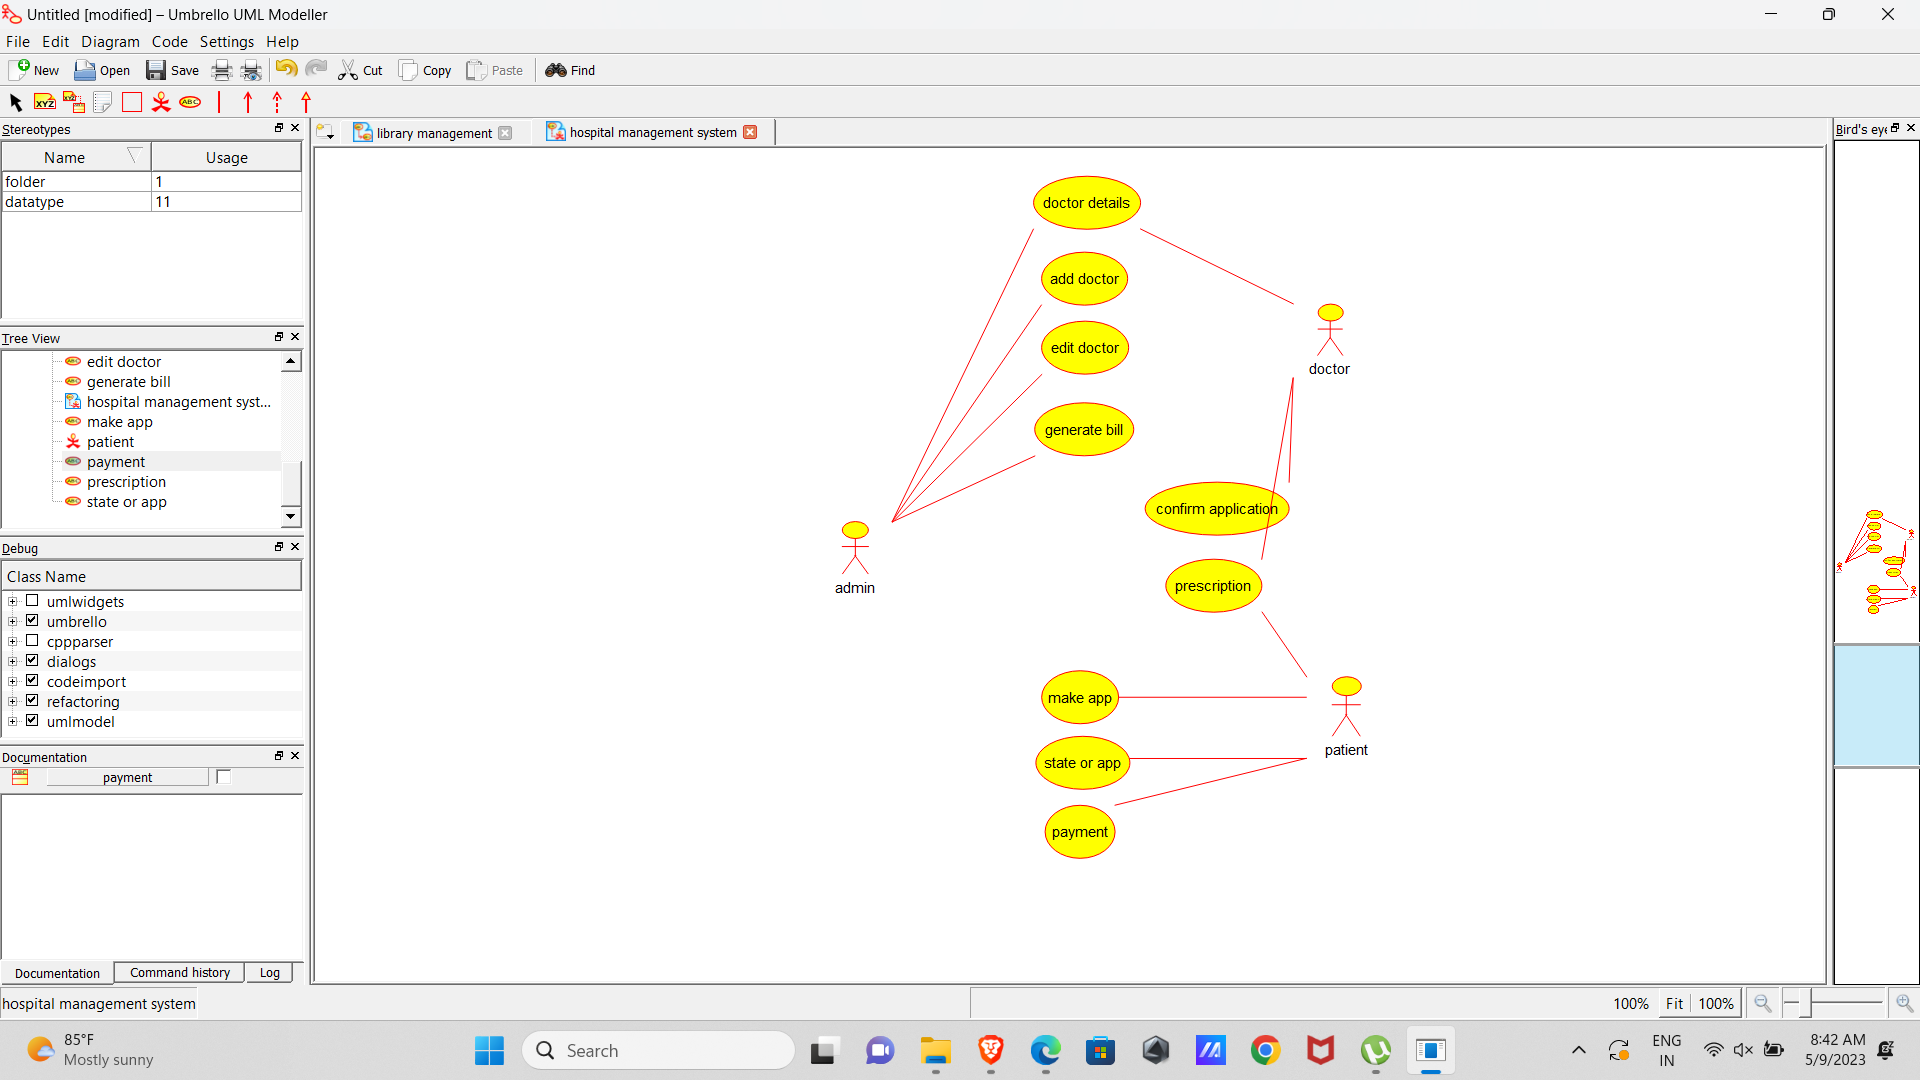 Untitled [modified] – Umbrello UML Modeller
File Edit Diagram Code Settings Help
New Open Save Cut Copy Paste Find
XYZ XYZ ABC
Stereotypes
Name Usage
folder 1
datatype 11
Tree View
edit doctor
generate bill
hospital management syst...
make app
patient
payment
prescription
state or app
Debug
Class Name
umlwidgets
umbrello
cppparser
dialogs
codeimport
refactoring
umlmodel
Documentation
payment
Documentation Command history Log
library management hospital management system
doctor details
add doctor
edit doctor
generate bill
doctor
confirm application
admin
prescription
make app
state or app
payment
patient
Bird's eye
hospital management system
100% Fit 100%
85°F
Mostly sunny
Search
ENG
IN
8:42 AM
5/9/2023